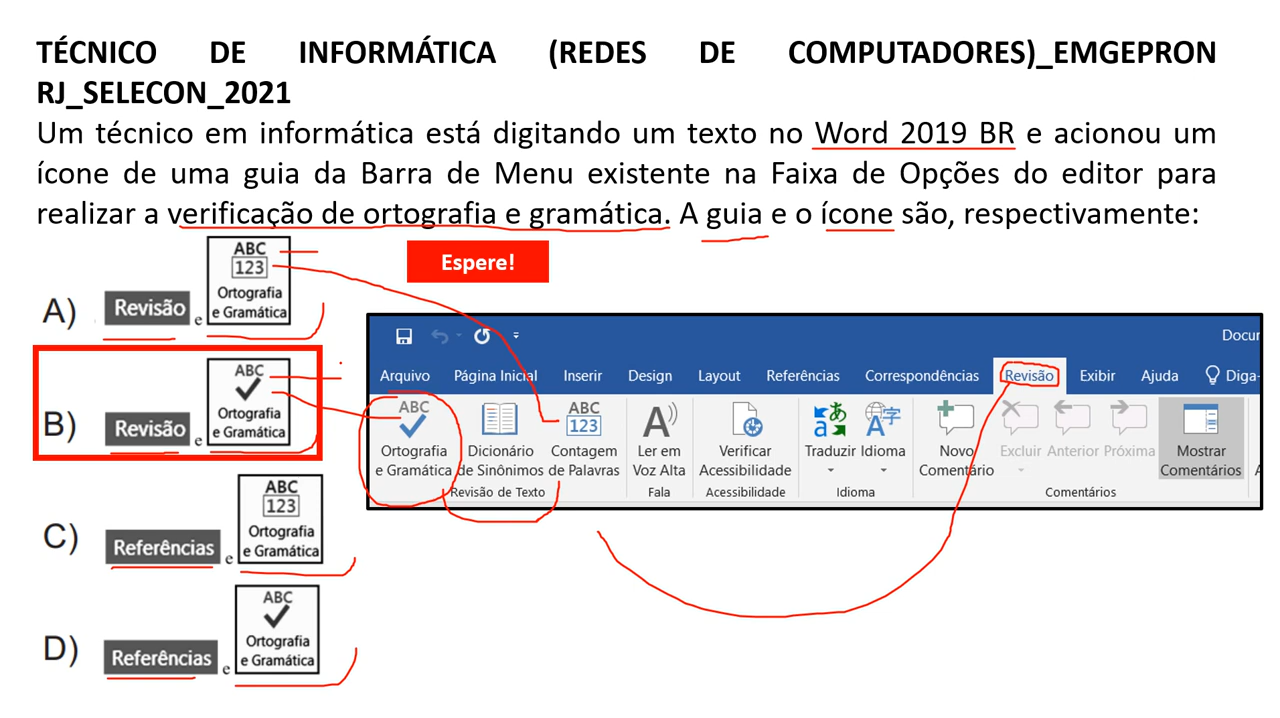 TÉCNICO DE INFORMÁTICA (REDES DE COMPUTADORES)_EMGEPRON
RJ_SELECON_2021
Um técnico em informática está digitando um texto no Word 2019 BR e acionou um
ícone de uma guia da Barra de Menu existente na Faixa de Opções do editor para
realizar a verificação de ortografia e gramática. A guia e o ícone são, respectivamente:
Espere!
A) Revisão e
ABC
123
Ortografia
e Gramática
B) Revisão e
ABC
Ortografia
e Gramática
C) Referências e
ABC
123
Ortografia
e Gramática
D) Referências e
ABC
Ortografia
e Gramática
Docur
Arquivo Página Inicial Inserir Design Layout Referências Correspondências Revisão Exibir Ajuda Diga-
ABC
Ortografia
e Gramática
Dicionário
de Sinônimos
ABC
123
Contagem
de Palavras
Revisão de Texto
A
Ler em
Voz Alta
Fala
Verificar
Acessibilidade
Acessibilidade
あ
a
Traduzir
A字
Idioma
Idioma
Novo
Comentário
Excluir Anterior Próxima
Mostrar
Comentários
Comentários